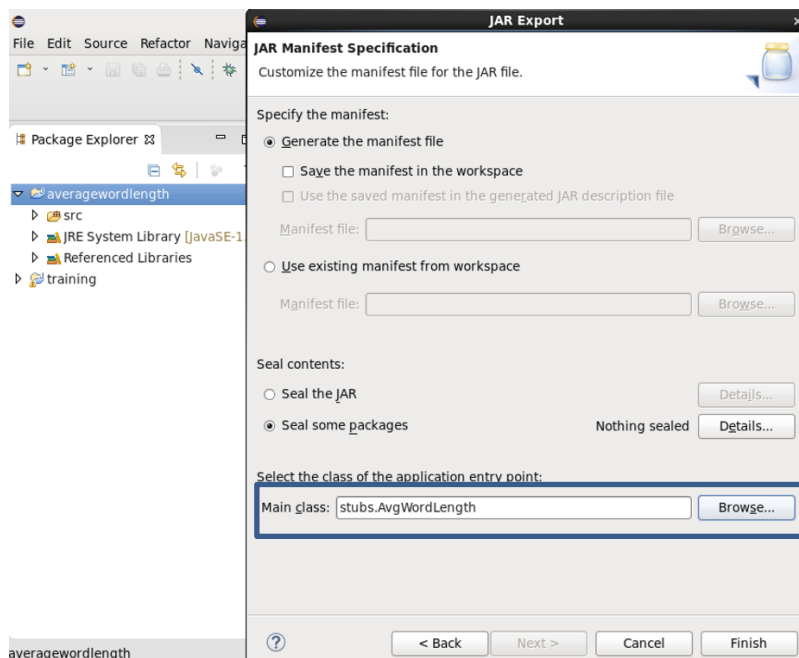 JAR Export
File Edit Source Refactor Naviga
JAR Manifest Specification
Customize the manifest file for the JAR file.
Package Explorer
averagewordlength
src
JRE System Library [JavaSE-1.
Referenced Libraries
training
Specify the manifest:
Generate the manifest file
Save the manifest in the workspace
Use the saved manifest in the generated JAR description file
Manifest file: Browse...
Use existing manifest from workspace
Manifest file: Browse...
Seal contents:
Seal the JAR Details...
Seal some packages Nothing sealed Details...
Select the class of the application entry point:
Main class: stubs.AvgWordLength Browse...
? < Back Next > Cancel Finish
averagewordlength